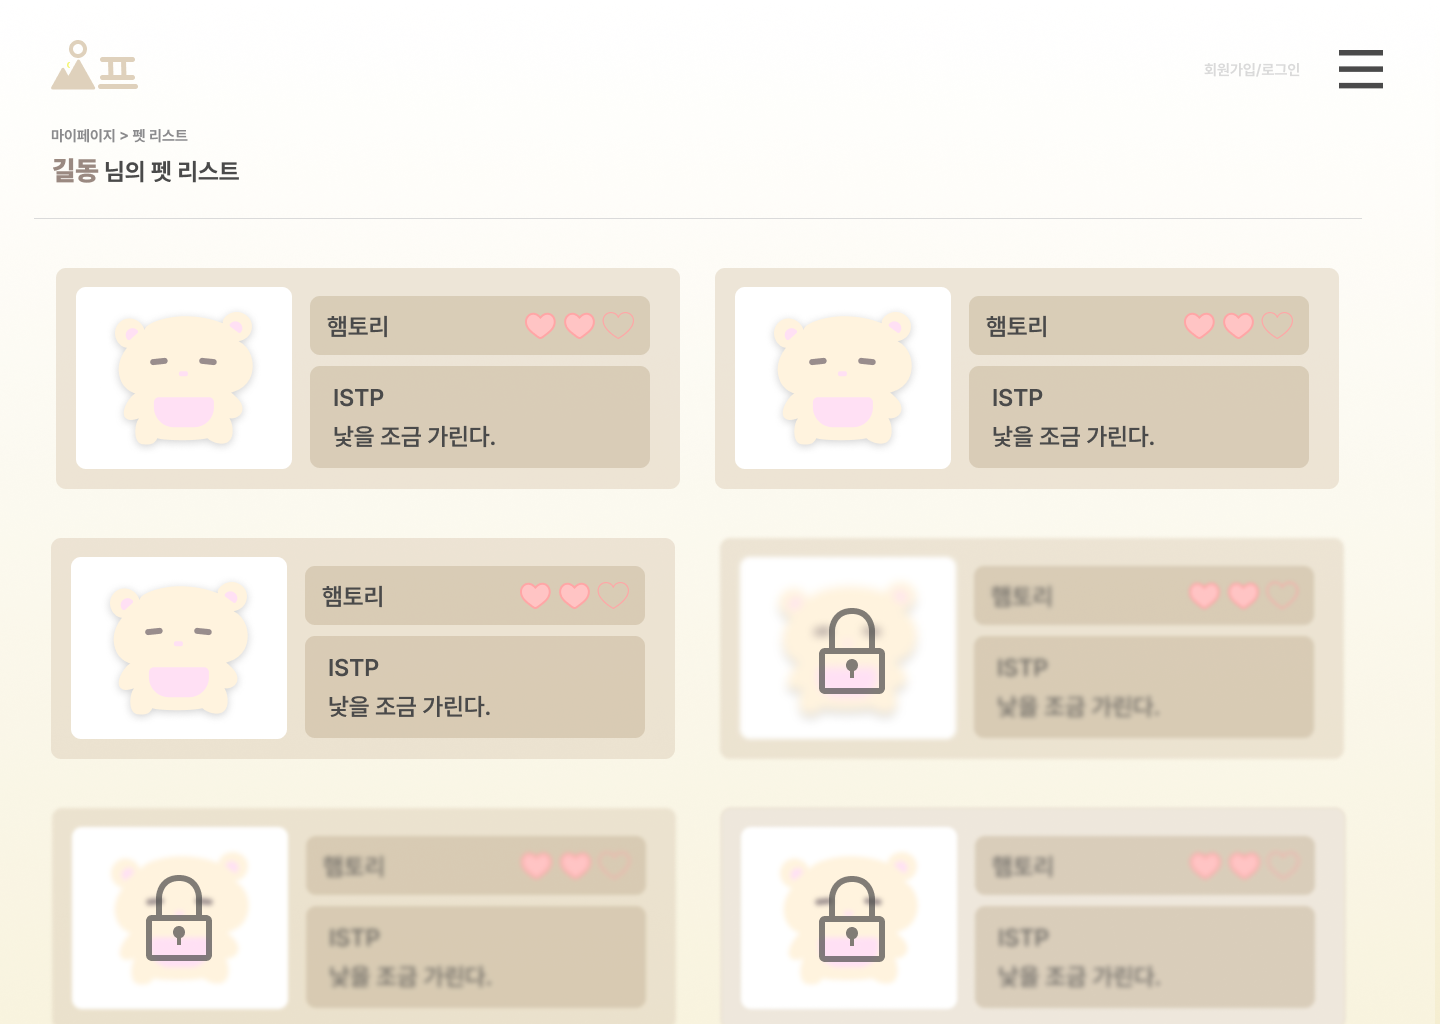 프
회원가입/로그인
마이페이지 > 펫 리스트
길동 님의 펫 리스트
햄토리
ISTP
낯을 조금 가린다.
햄토리
ISTP
낯을 조금 가린다.
햄토리
ISTP
낯을 조금 가린다.
햄토리
ISTP
낯을 조금 가린다.
햄토리
ISTP
낯을 조금 가린다.
햄토리
ISTP
낯을 조금 가린다.